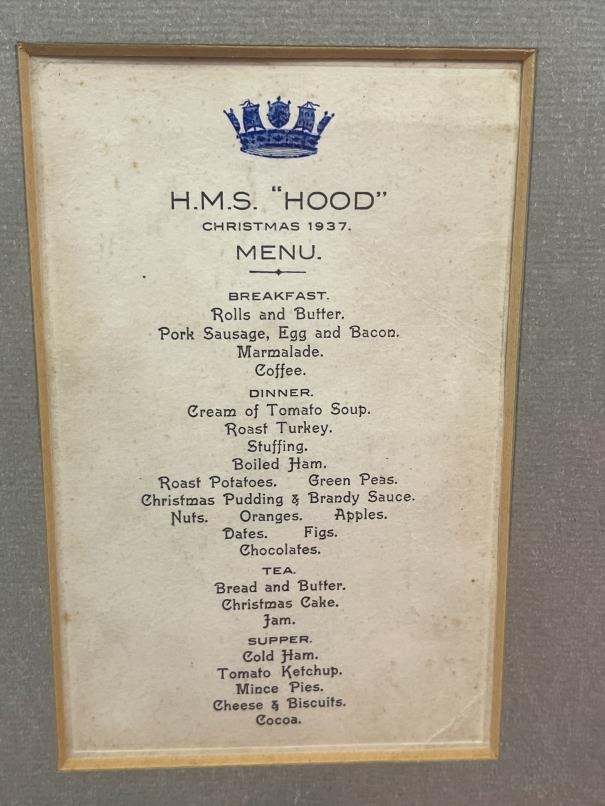 H.M.S. "HOOD"
CHRISTMAS 1937.
MENU.
BREAKFAST.
Rolls and Butter.
Pork Sausage, Egg and Bacon.
Marmalade.
Coffee.
DINNER.
Cream of Tomato Soup.
Roast Turkey.
Stuffing.
Boiled Ham.
Roast Potatoes. Green Peas.
Christmas Pudding & Brandy Sauce.
Nuts. Oranges. Apples.
Dates. Figs.
Chocolates.
TEA.
Bread and Butter.
Christmas Cake.
Jam.
SUPPER.
Cold Ham.
Tomato Ketchup.
Mince Pies.
Cheese & Biscuits.
Cocoa.